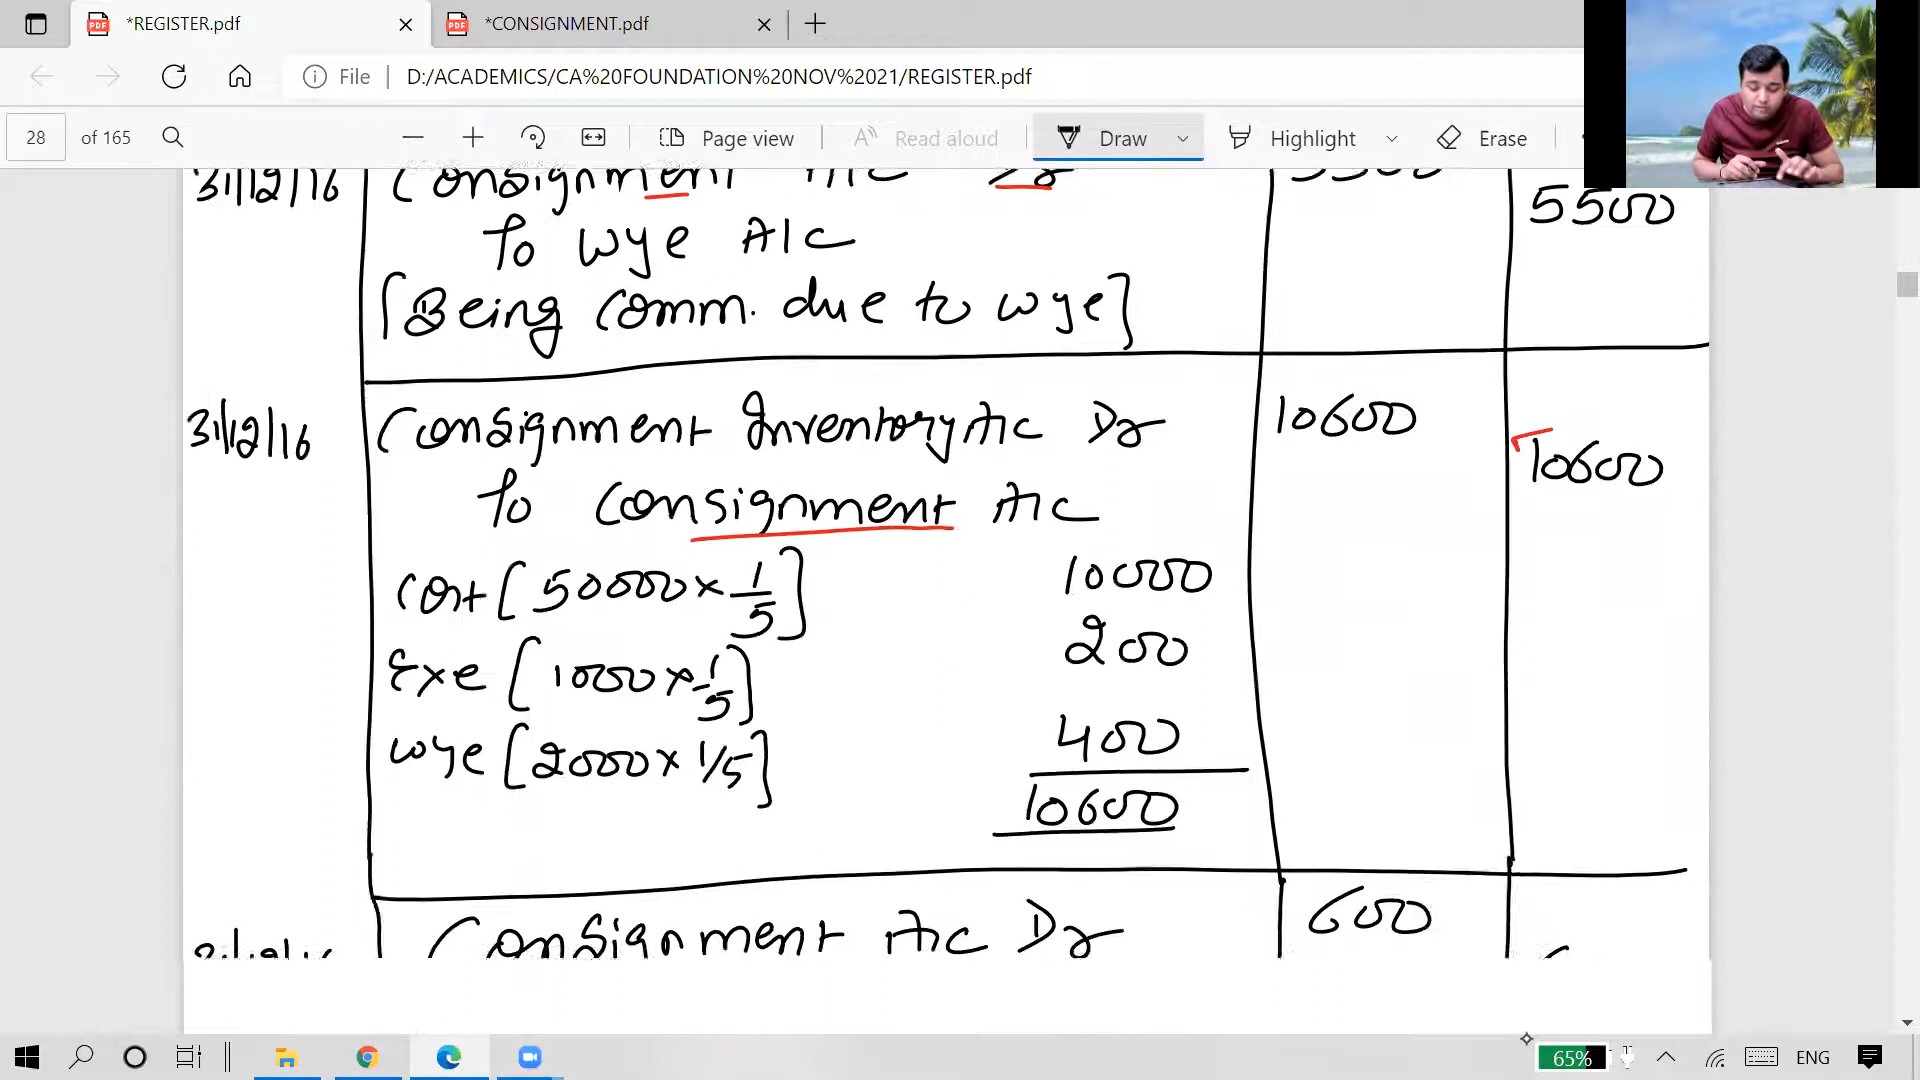 *REGISTER.pdf
*CONSIGNMENT.pdf
File
D:/ACADEMICS/CA%20FOUNDATION%20NOV%2021/REGISTER.pdf
28 of 165
Page view
Read aloud
Draw
Highlight
Erase
31/12/16 Consignment A/c Dr 5500
To Wye A/c 5500
[Being Comm. due to Wye]
31/12/16 Consignment Inventory A/c Dr 10600
To Consignment A/c 10600
Cost [50000 × 1/5] 10000
Exe [1000 × 1/5] 200
Wye [2000 × 1/5] 400
10600
Consignment A/c Dr 600
65%
ENG